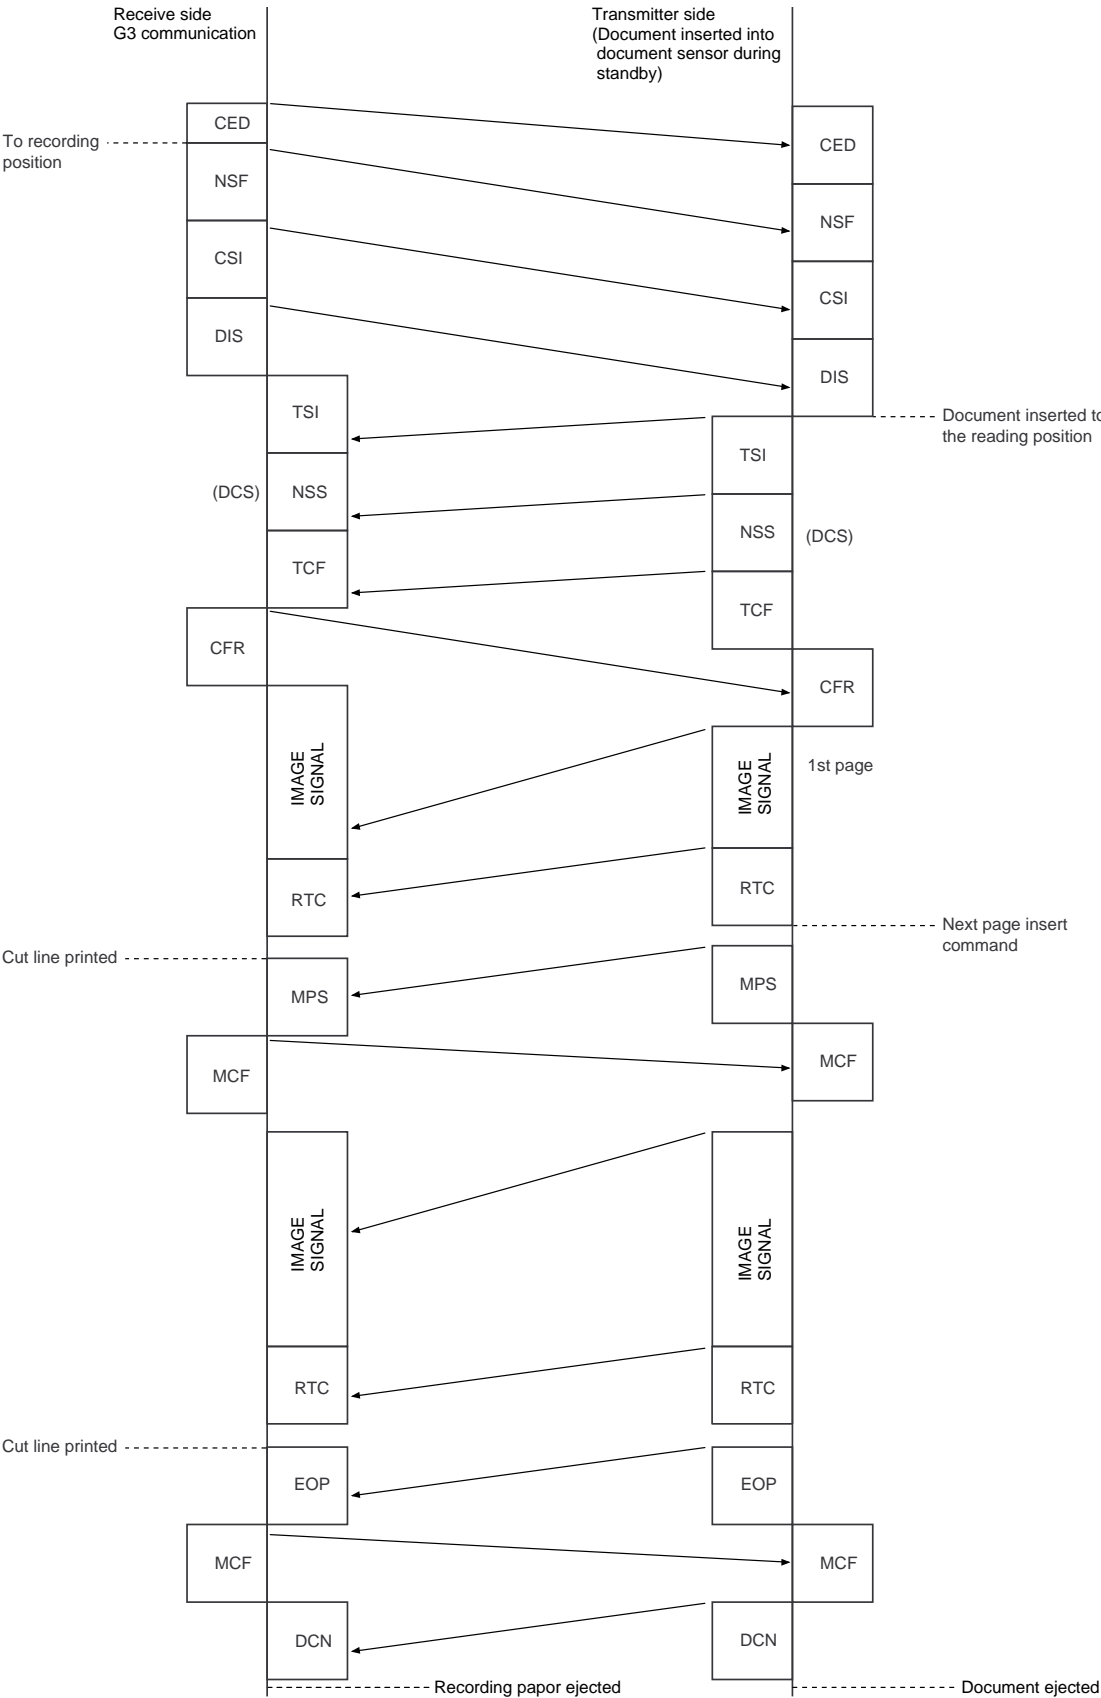 Receive side
G3 communication
Transmitter side
(Document inserted into
document sensor during
standby)
CED
CED
To recording
position
NSF
NSF
CSI
CSI
DIS
DIS
TSI
Document inserted to
the reading position
TSI
(DCS)
NSS
NSS
(DCS)
TCF
TCF
CFR
CFR
IMAGE
SIGNAL
IMAGE
SIGNAL
1st page
RTC
RTC
Next page insert
command
Cut line printed
MPS
MPS
MCF
MCF
IMAGE
SIGNAL
IMAGE
SIGNAL
RTC
RTC
Cut line printed
EOP
EOP
MCF
MCF
DCN
DCN
Recording papor ejected
Document ejected